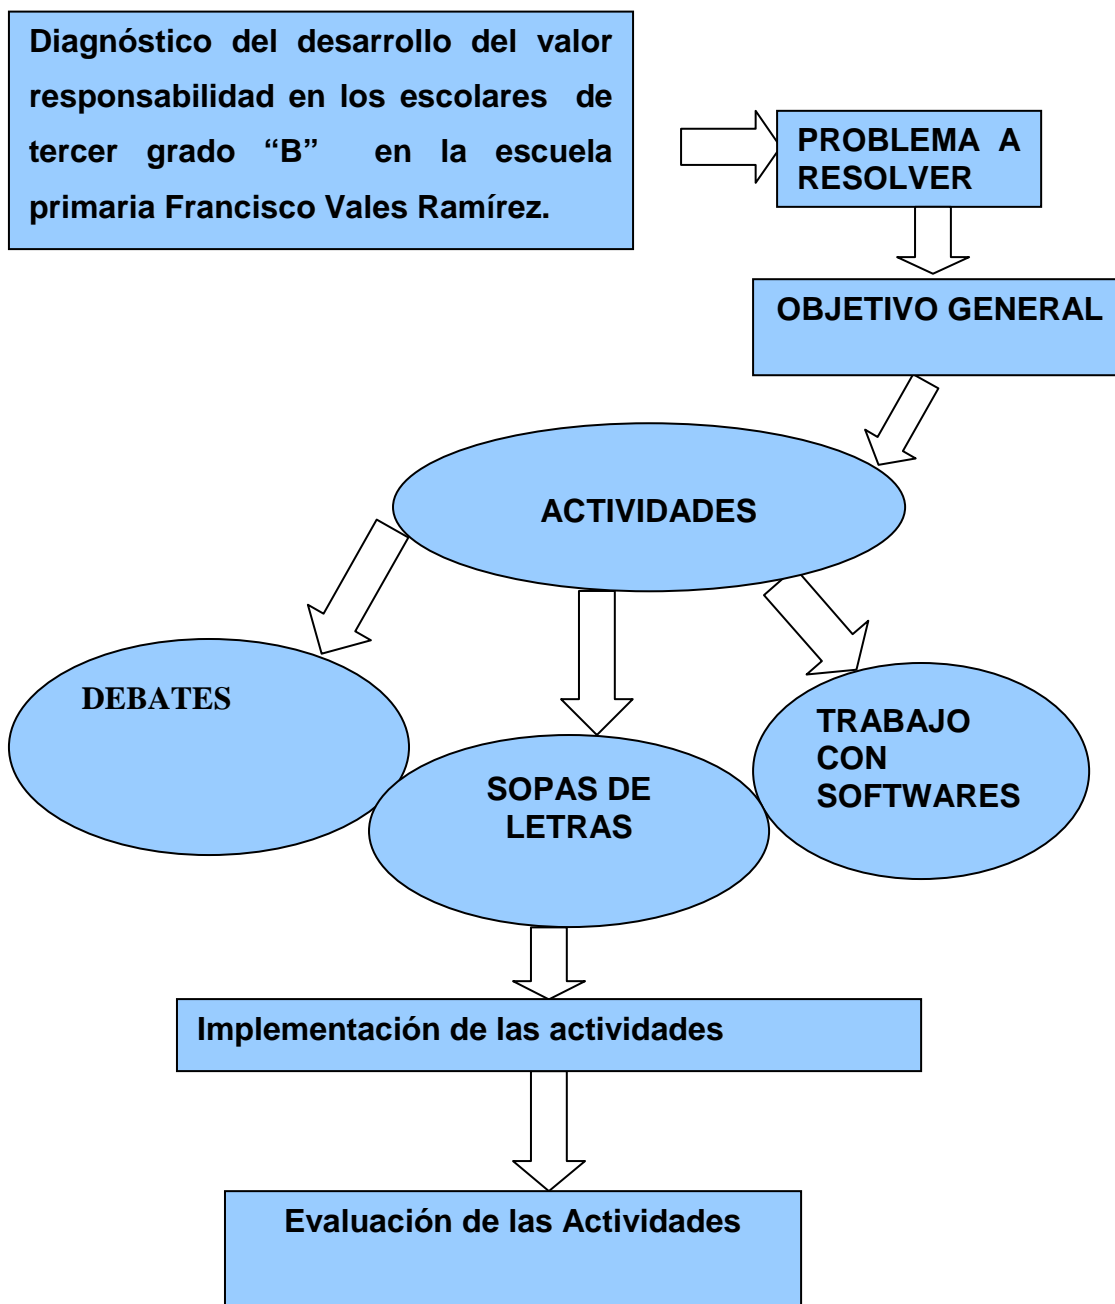 Diagnóstico del desarrollo del valor
responsabilidad en los escolares de
tercer grado “B” en la escuela
primaria Francisco Vales Ramírez.
PROBLEMA A
RESOLVER
OBJETIVO GENERAL
ACTIVIDADES
DEBATES
TRABAJO
CON
SOFTWARES
SOPAS DE
LETRAS
Implementación de las actividades
Evaluación de las Actividades